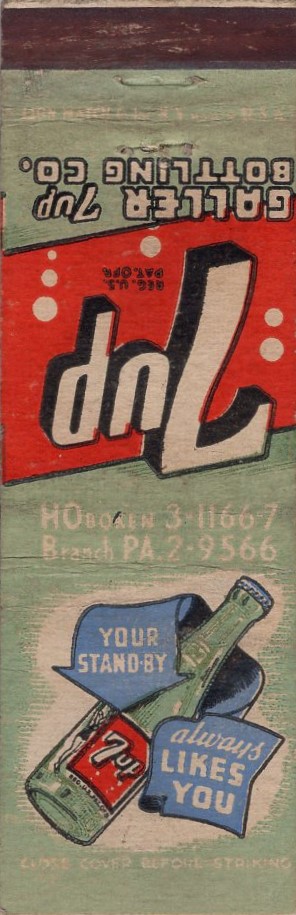 GALLER 7up
BOTTLING CO.
7up
REG. U.S.
PAT. OFF.
HOBOKEN 3-1166-7
Branch PA. 2-9566
YOUR
STAND-BY
always
LIKES
YOU
7up
CLOSE COVER BEFORE STRIKING